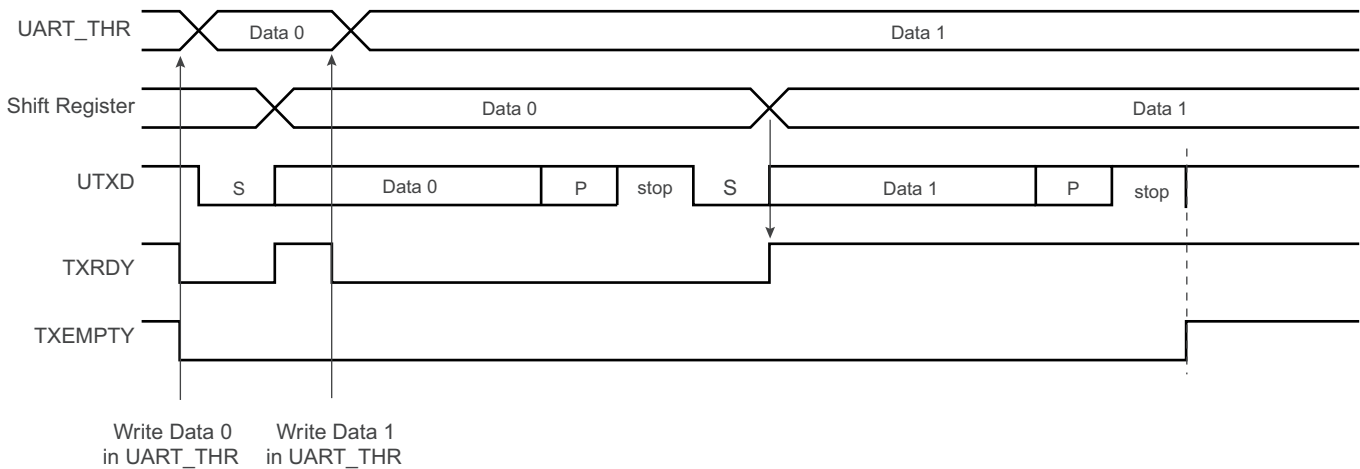 UART_THR
Data 0
Data 1
Shift Register
Data 0
Data 1
UTXD
S
Data 0
P
stop
S
Data 1
P
stop
TXRDY
TXEMPTY
Write Data 0
in UART_THR
Write Data 1
in UART_THR